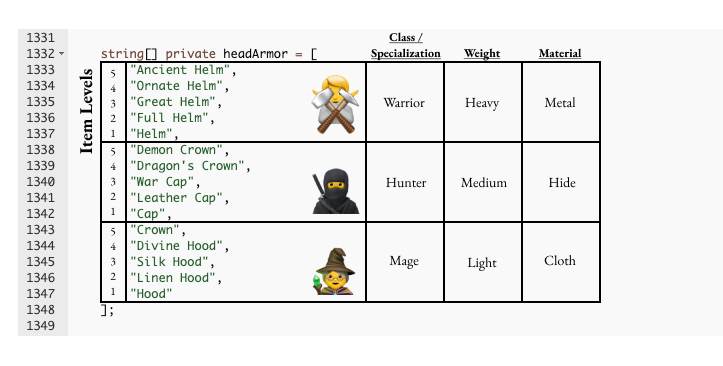 1331 Class /
1332 string[] private headArmor = [ Specialization Weight Material
Item Levels
1333 5 "Ancient Helm",
1334 4 "Ornate Helm",
1335 3 "Great Helm", Warrior Heavy Metal
1336 2 "Full Helm",
1337 1 "Helm",
1338 5 "Demon Crown",
1339 4 "Dragon's Crown",
1340 3 "War Cap", Hunter Medium Hide
1341 2 "Leather Cap",
1342 1 "Cap",
1343 5 "Crown",
1344 4 "Divine Hood",
1345 3 "Silk Hood", Mage Light Cloth
1346 2 "Linen Hood",
1347 1 "Hood"
1348 ];
1349